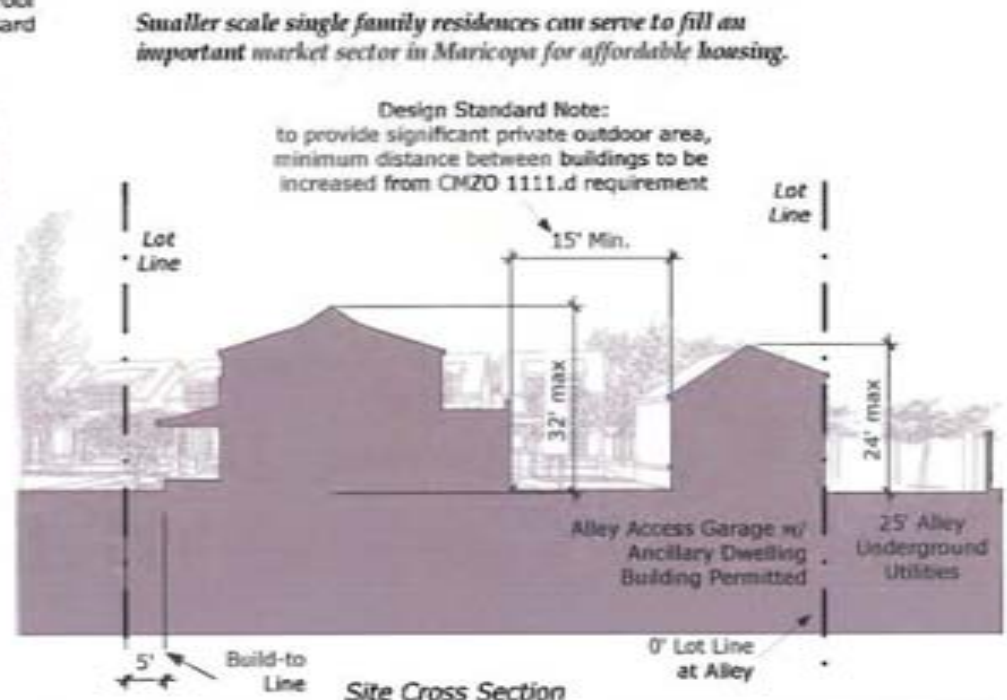 ard
Smaller scale single family residences can serve to fill an
important market sector in Maricopa for affordable housing.
Design Standard Note:
to provide significant private outdoor area,
minimum distance between buildings to be
increased from CMZO 1111.d requirement
Lot
Line
Lot
Line
15' Min.
32' max
24' max
Alley Access Garage w/
Ancillary Dwelling
Building Permitted
25' Alley
Underground
Utilities
5'
Build-to
Line
0' Lot Line
at Alley
Site Cross Section